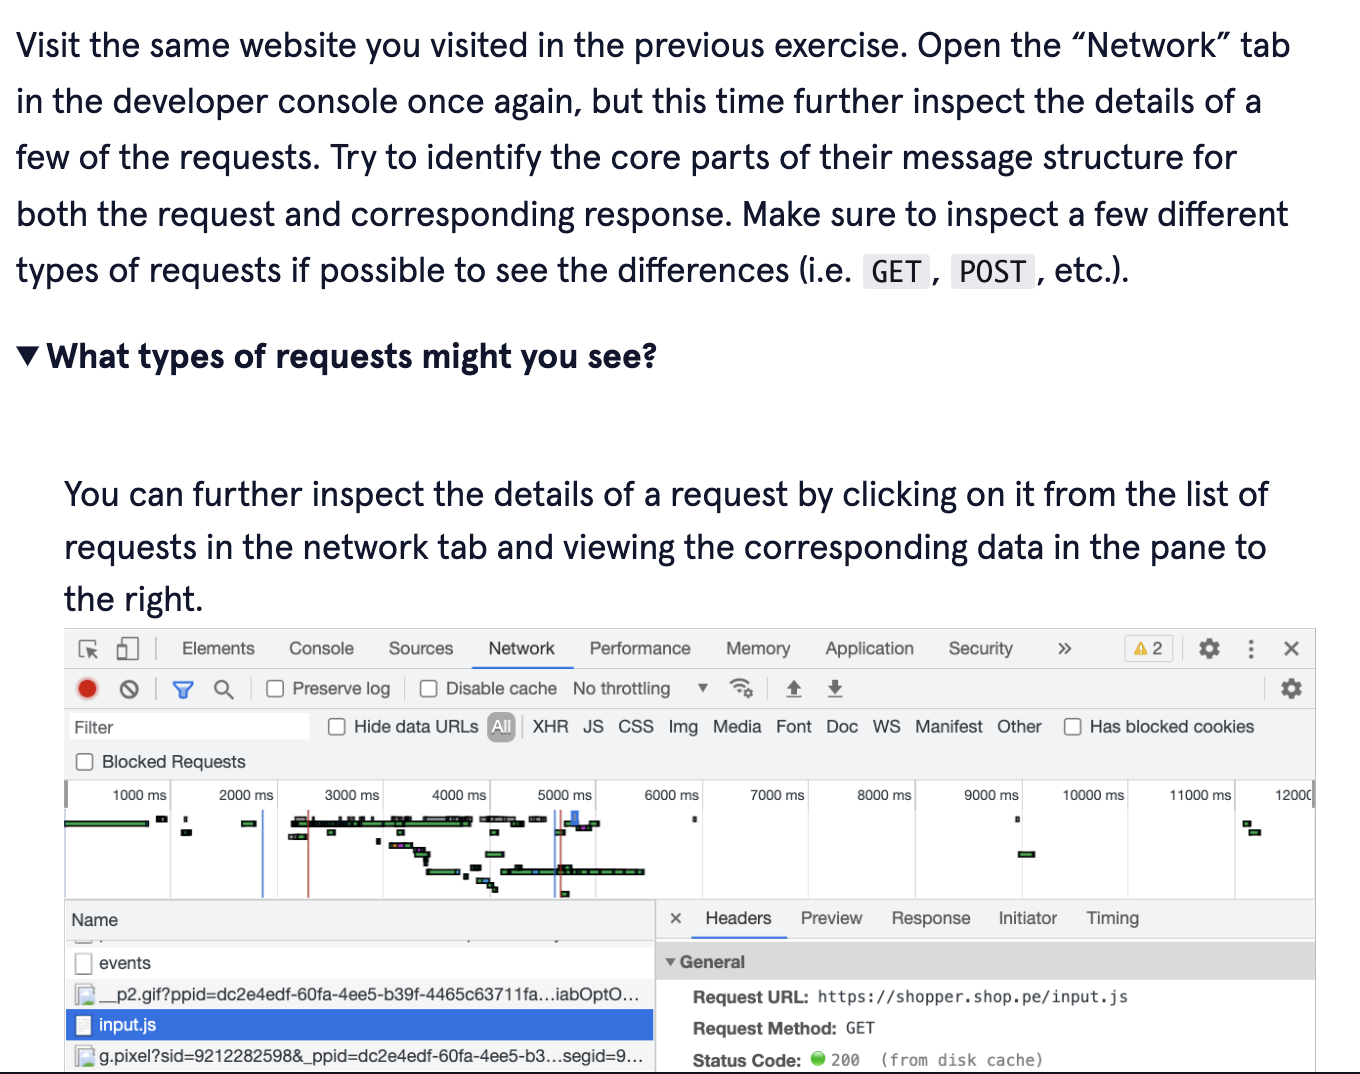 Visit the same website you visited in the previous exercise. Open the “Network” tab
in the developer console once again, but this time further inspect the details of a
few of the requests. Try to identify the core parts of their message structure for
both the request and corresponding response. Make sure to inspect a few different
types of requests if possible to see the differences (i.e. GET, POST, etc.).
▼ What types of requests might you see?
You can further inspect the details of a request by clicking on it from the list of
requests in the network tab and viewing the corresponding data in the pane to
the right.
Elements Console Sources Network Performance Memory Application Security » 2
Preserve log Disable cache No throttling ▼
Filter Hide data URLs All XHR JS CSS Img Media Font Doc WS Manifest Other Has blocked cookies
Blocked Requests
1000 ms 2000 ms 3000 ms 4000 ms 5000 ms 6000 ms 7000 ms 8000 ms 9000 ms 10000 ms 11000 ms
Name
× Headers Preview Response Initiator Timing
events
▼ General
__p2.gif?ppid=dc2e4edf-60fa-4ee5-b39f-4465c63711fa…iabOptO…
Request URL: https://shopper.shop.pe/input.js
input.js
Request Method: GET
g.pixel?sid=9212282598&_ppid=dc2e4edf-60fa-4ee5-b3…segid=9…
Status Code: 200 (from disk cache)